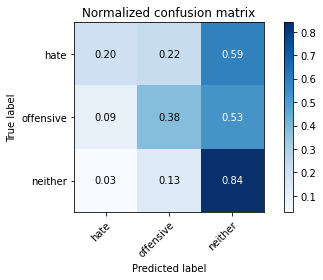 Normalized confusion matrix
True label
hate 0.20 0.22 0.59
offensive 0.09 0.38 0.53
neither 0.03 0.13 0.84
hate offensive neither
Predicted label
0.8
0.7
0.6
0.5
0.4
0.3
0.2
0.1